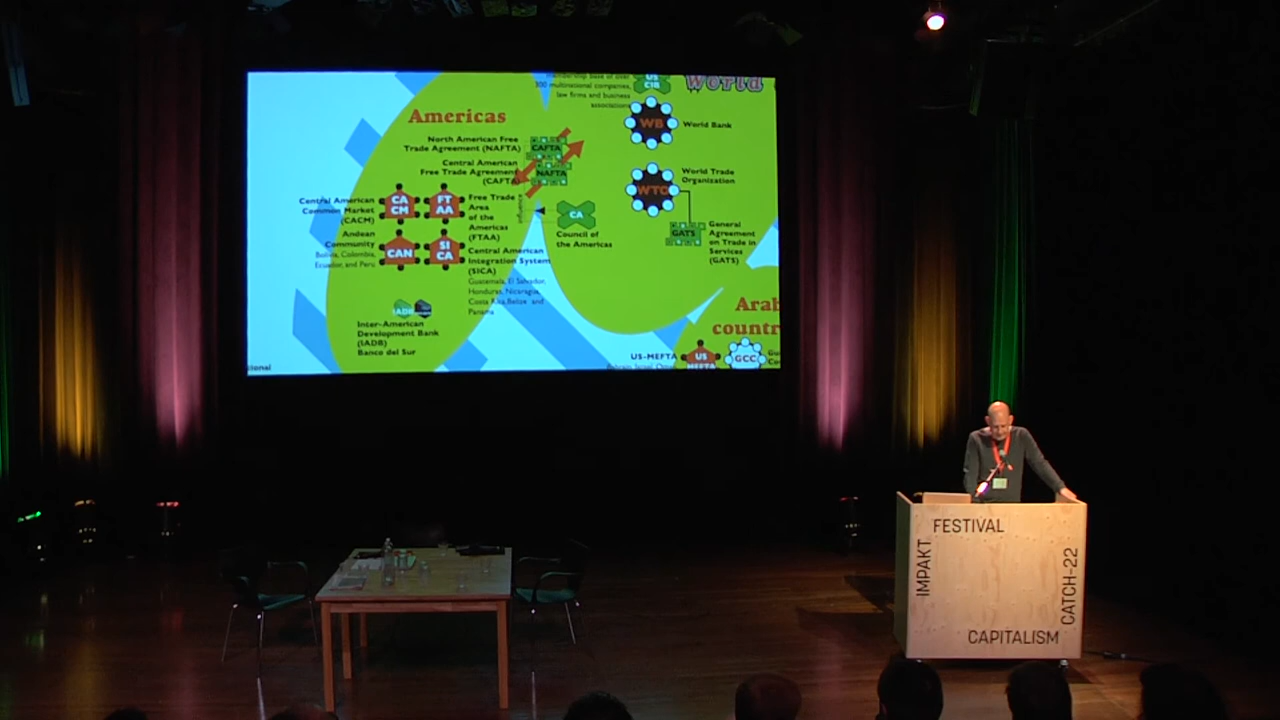 membership base of over
300 multinational companies,
law firms and business
associations
US
CIB
World
Americas
North American Free
Trade Agreement (NAFTA)
CAFTA
NAFTA
Central American
Free Trade Agreement
(CAFTA)
WB
World Bank
WTO
World Trade
Organization
GATS
General
Agreement
on Trade in
Services
(GATS)
Central American
Common Market
(CACM)
CA
CM
FT
AA
Free Trade
Area
of the
Americas
(FTAA)
CA
Council of
the Americas
Andean
Community
Bolivia, Colombia,
Ecuador, and Peru
CAN
SI
CA
Central American
Integration System
(SICA)
Guatemala, El Salvador,
Honduras, Nicaragua,
Costa Rica, Belize and
Panama
IADB
Inter-American
Development Bank
(IADB)
Banco del Sur
Arab
countr
US-MEFTA
US
MEFTA
GCC
FESTIVAL
IMPAKT
CATCH-22
CAPITALISM